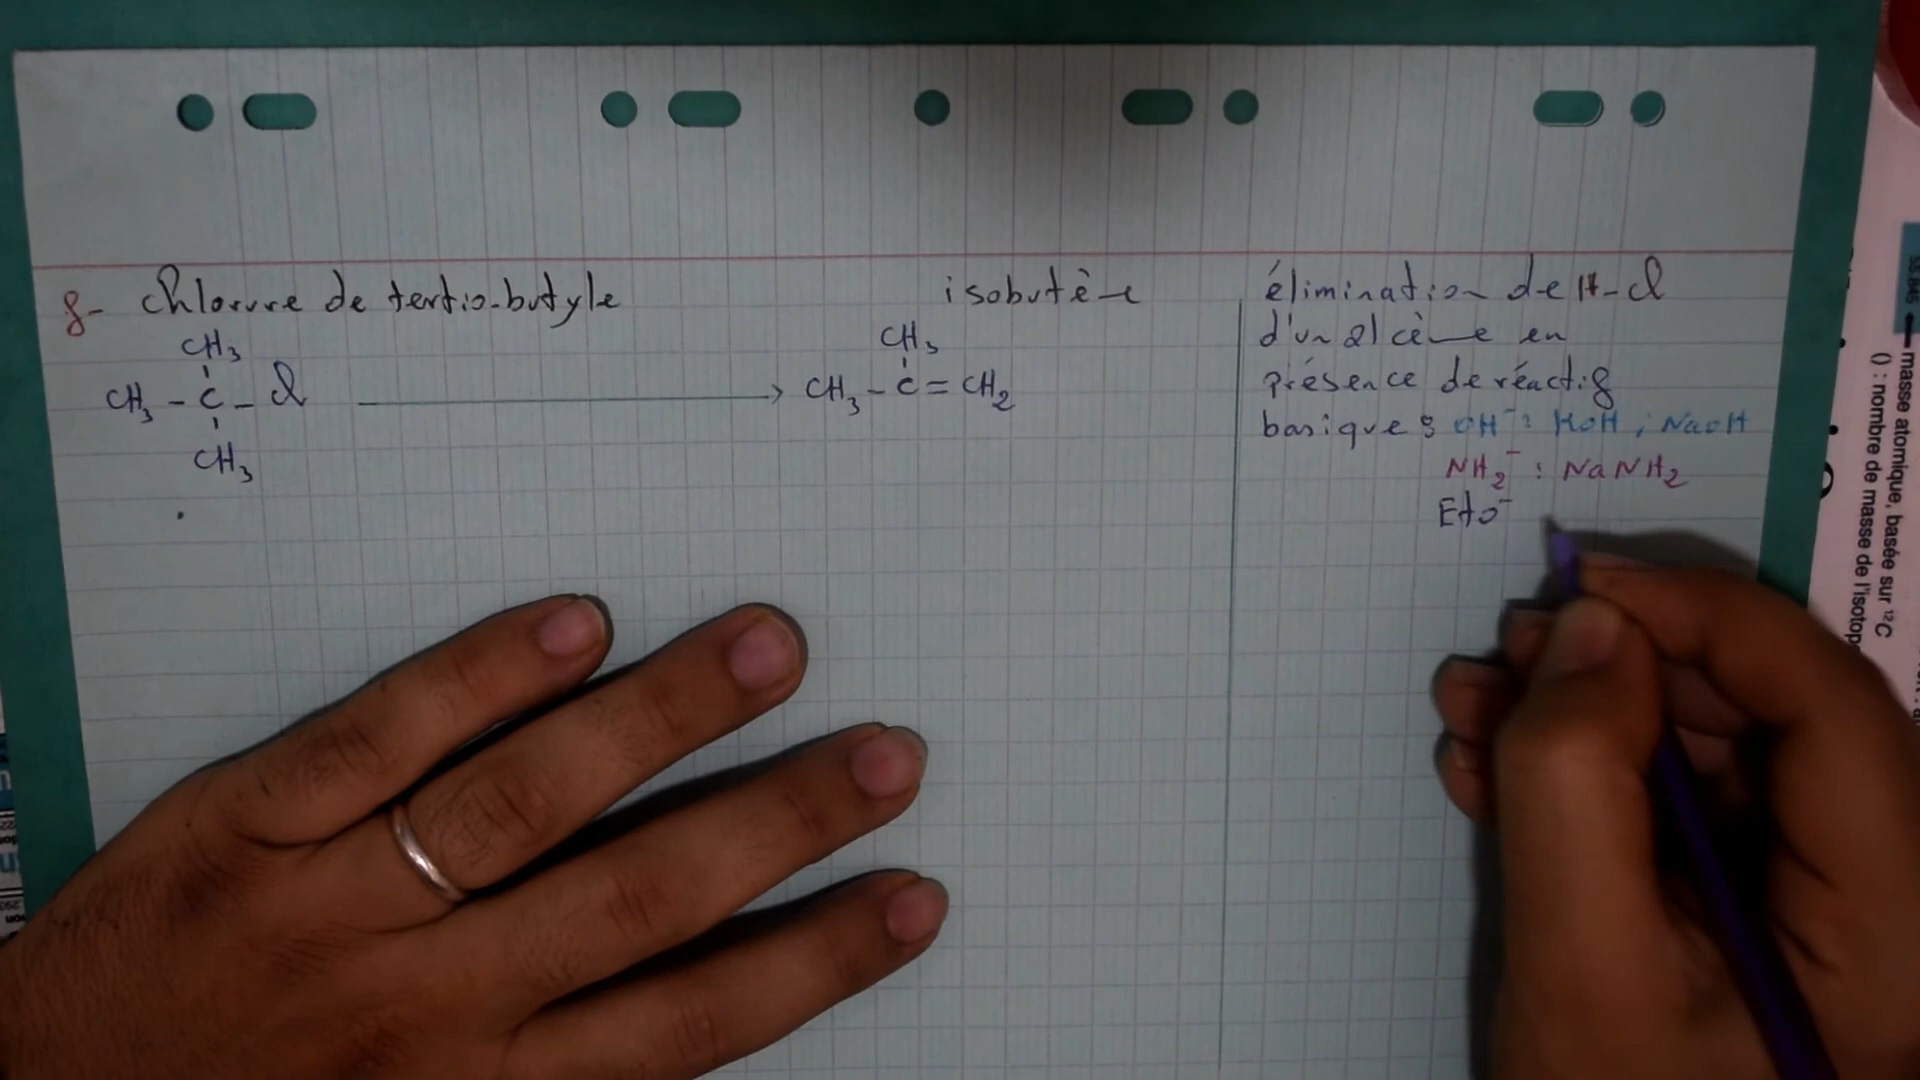 8- chlorure de tertio-butyle
CH3
CH3 - C - Cl
CH3
isobutène
CH3
CH3 - C = CH2
élimination de H-Cl
d'un alcène en
présence de réactif
basique : OH⁻ : KOH ; NaOH
NH2⁻ : NaNH2
EtO⁻
masse atomique, basée sur ¹²C
() : nombre de masse de l'isotop
55.845